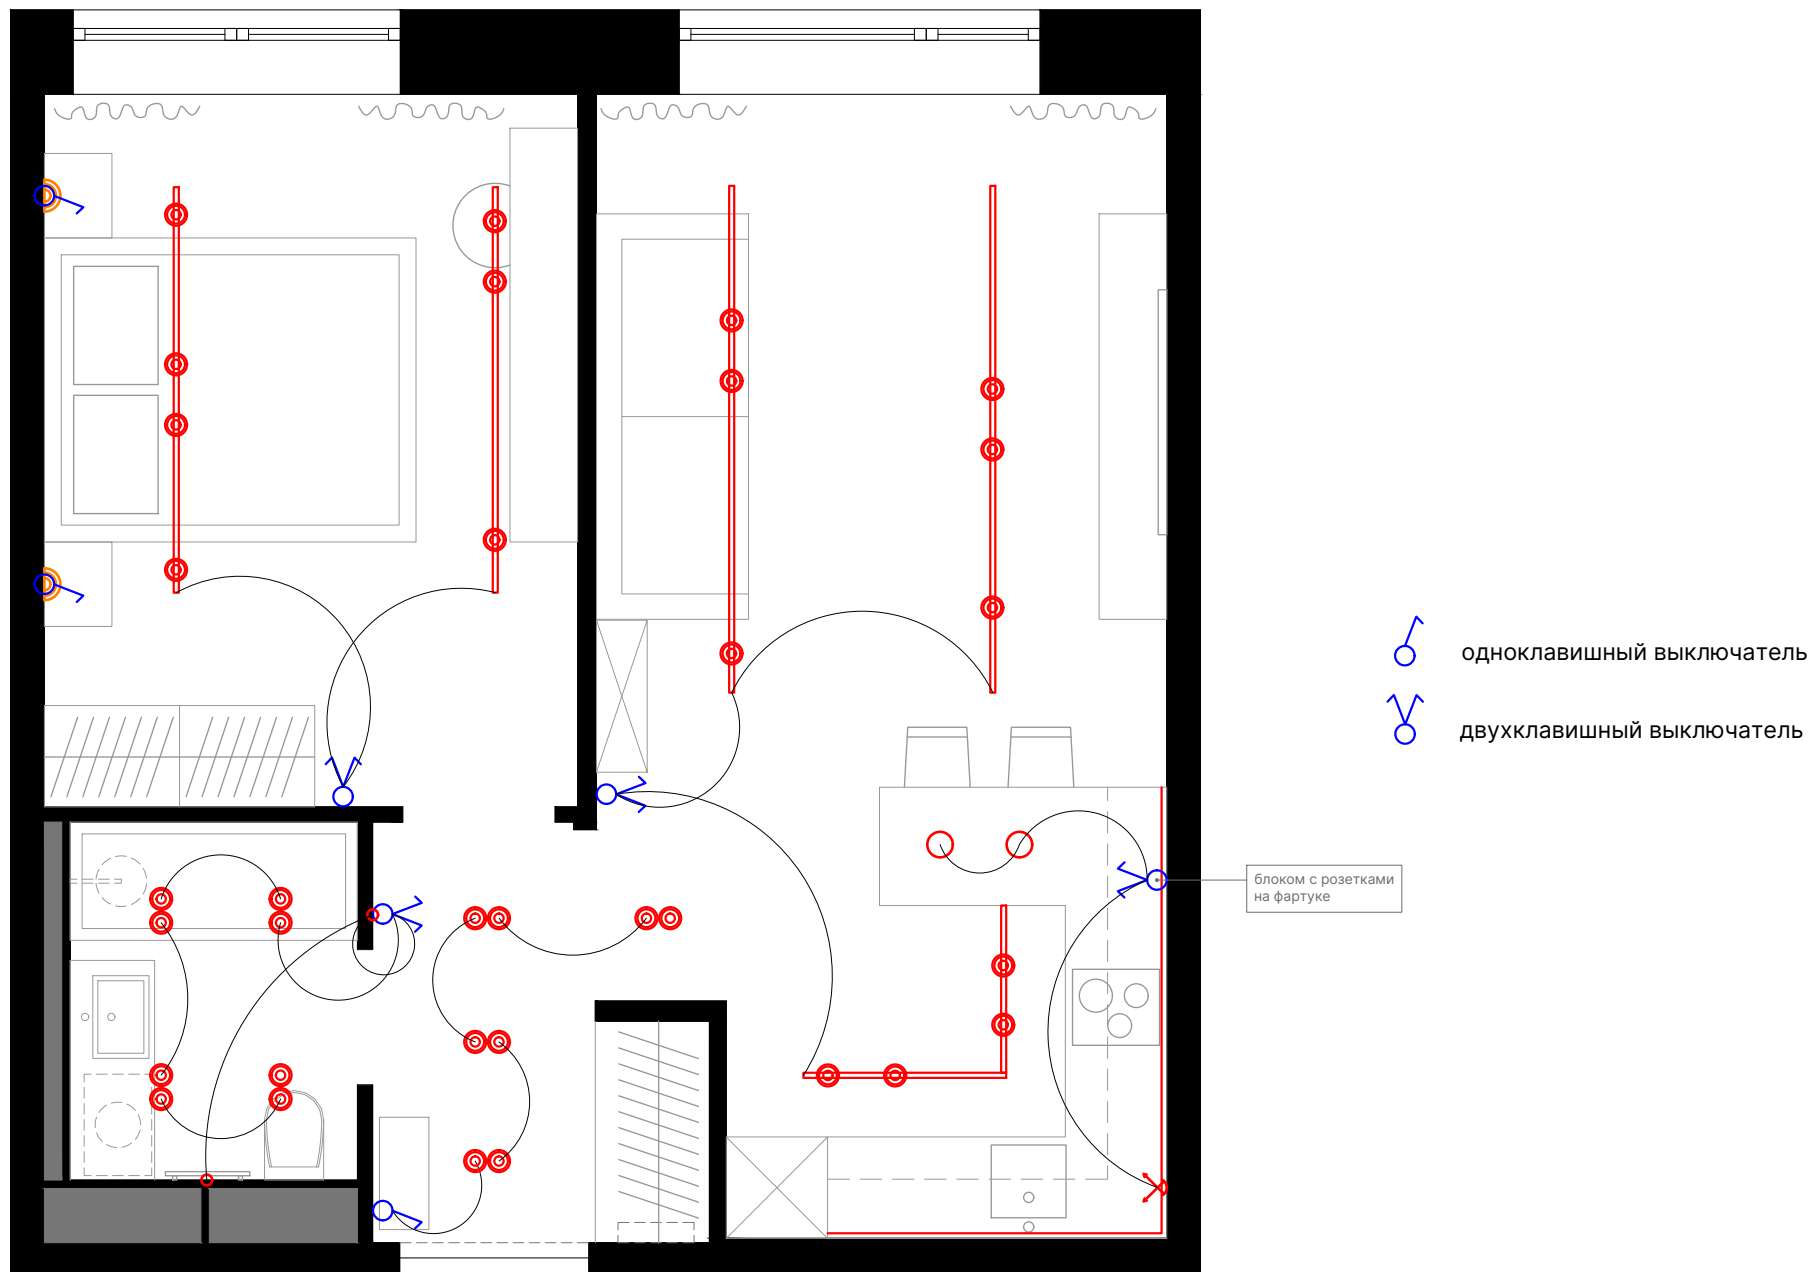 одноклавишный выключатель
двухклавишный выключатель
блоком с розетками
на фартуке